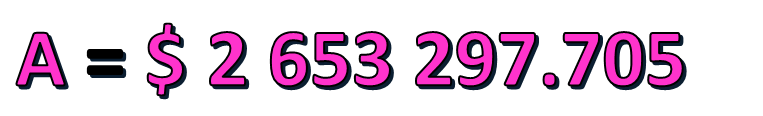 A = $ 2 653 297.705